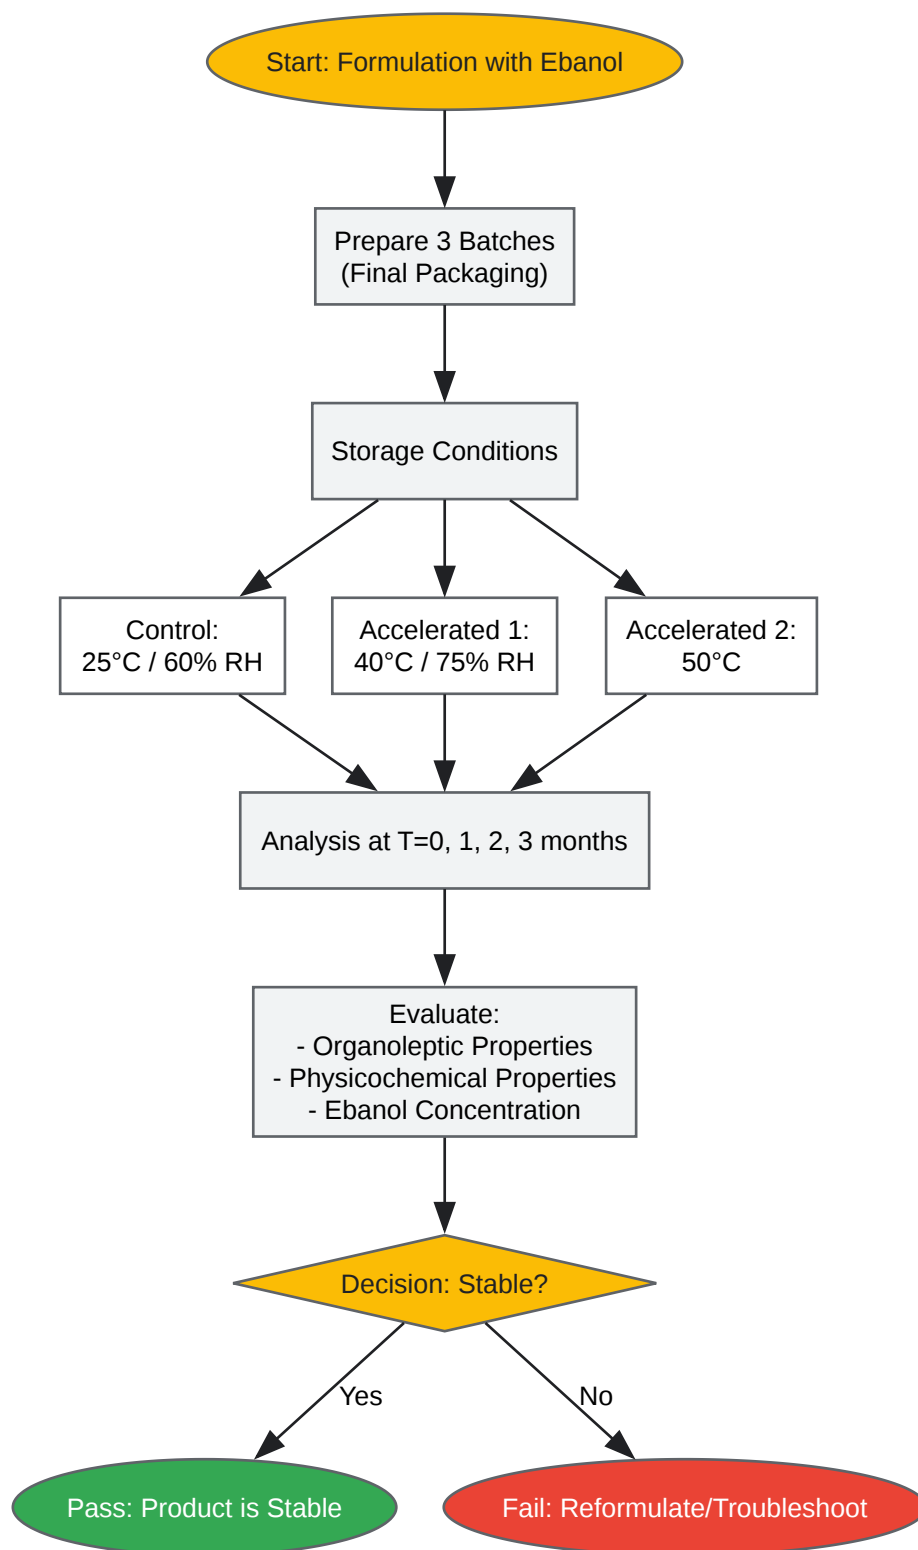 Start: Formulation with Ebanol
Prepare 3 Batches
(Final Packaging)
Storage Conditions
Control:
25°C / 60% RH
Accelerated 1:
40°C / 75% RH
Accelerated 2:
50°C
Analysis at T=0, 1, 2, 3 months
Evaluate:
- Organoleptic Properties
- Physicochemical Properties
- Ebanol Concentration
Decision: Stable?
Yes
No
Pass: Product is Stable
Fail: Reformulate/Troubleshoot